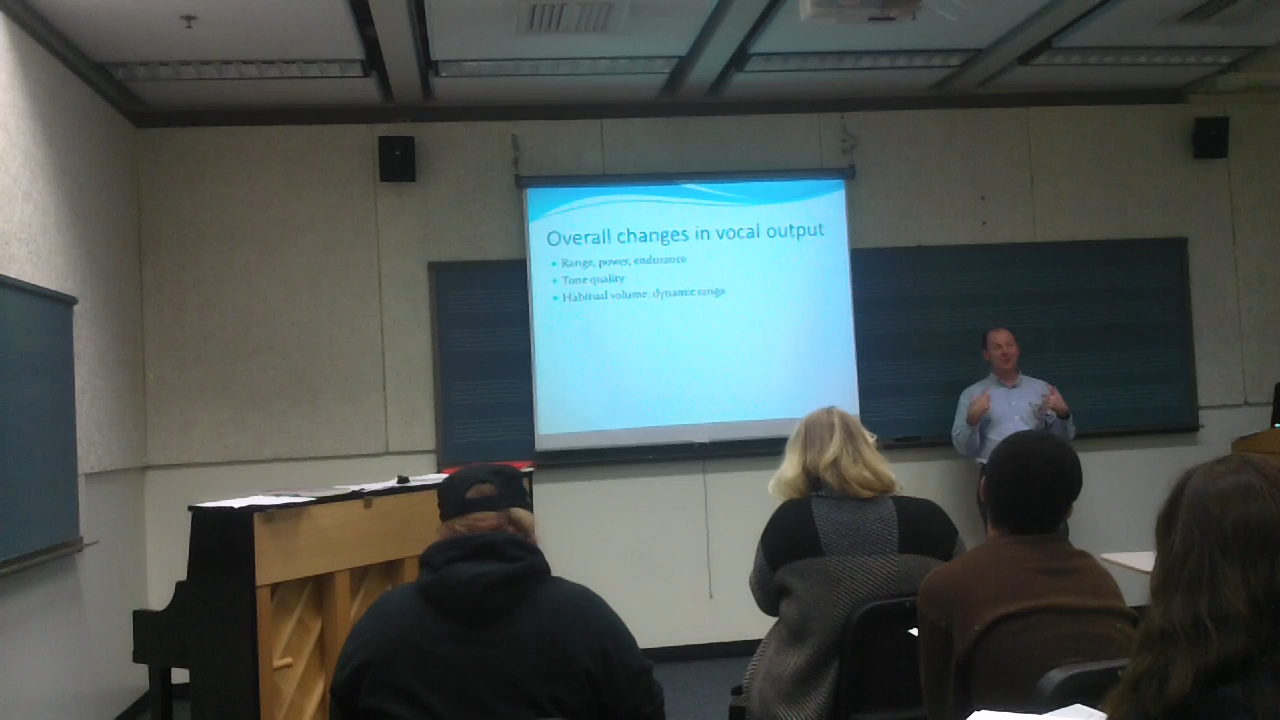 Overall changes in vocal output
Range, power, endurance
Tone quality
Habitual volume, dynamic range